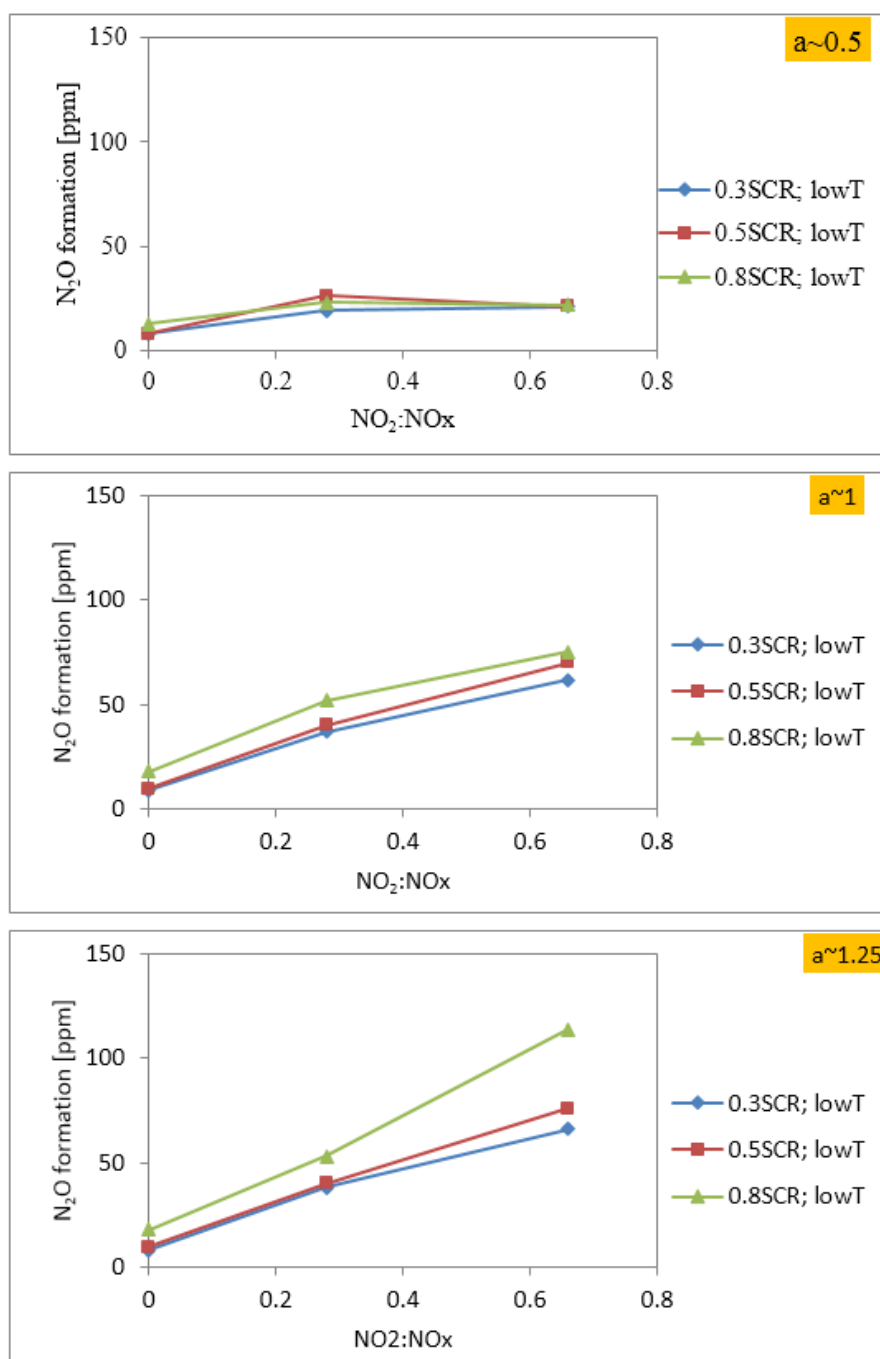 a~0.5
150
100
50
0
N₂O formation [ppm]
0 0.2 0.4 0.6 0.8
NO₂:NOx
0.3SCR; lowT
0.5SCR; lowT
0.8SCR; lowT
a~1
150
100
50
0
N₂O formation [ppm]
0 0.2 0.4 0.6 0.8
NO₂:NOx
0.3SCR; lowT
0.5SCR; lowT
0.8SCR; lowT
a~1.25
150
100
50
0
N₂O formation [ppm]
0 0.2 0.4 0.6 0.8
NO2:NOx
0.3SCR; lowT
0.5SCR; lowT
0.8SCR; lowT